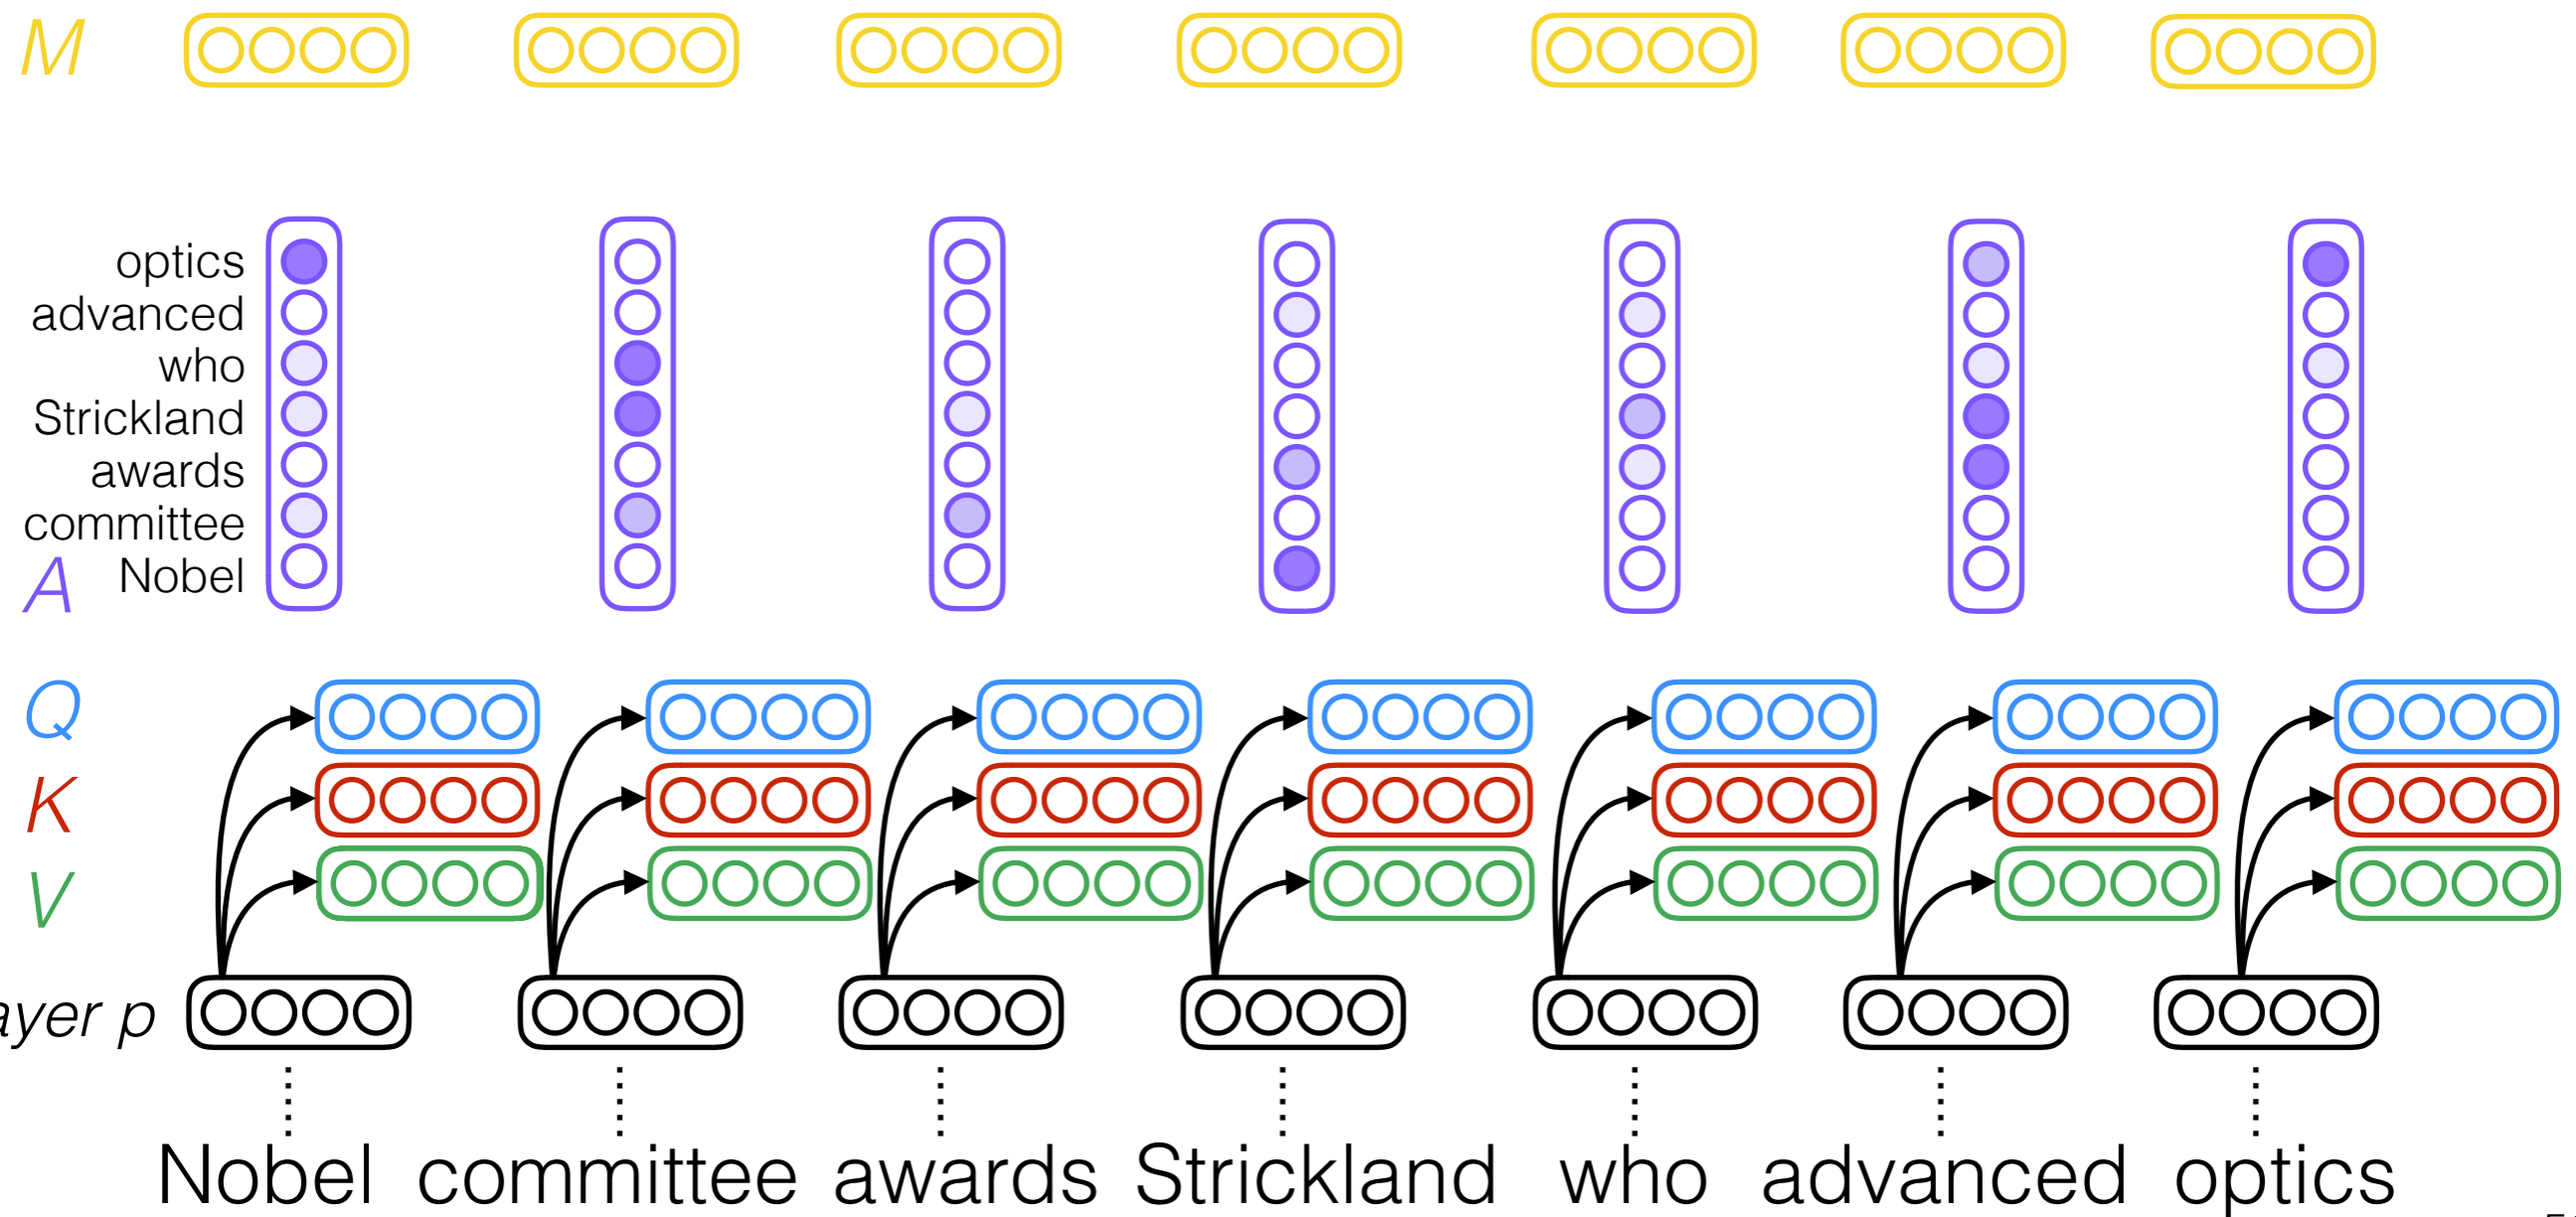 M
optics
advanced
who
Strickland
awards
committee
A Nobel
Q
K
V
ayer p
Nobel committee awards Strickland who advanced optics